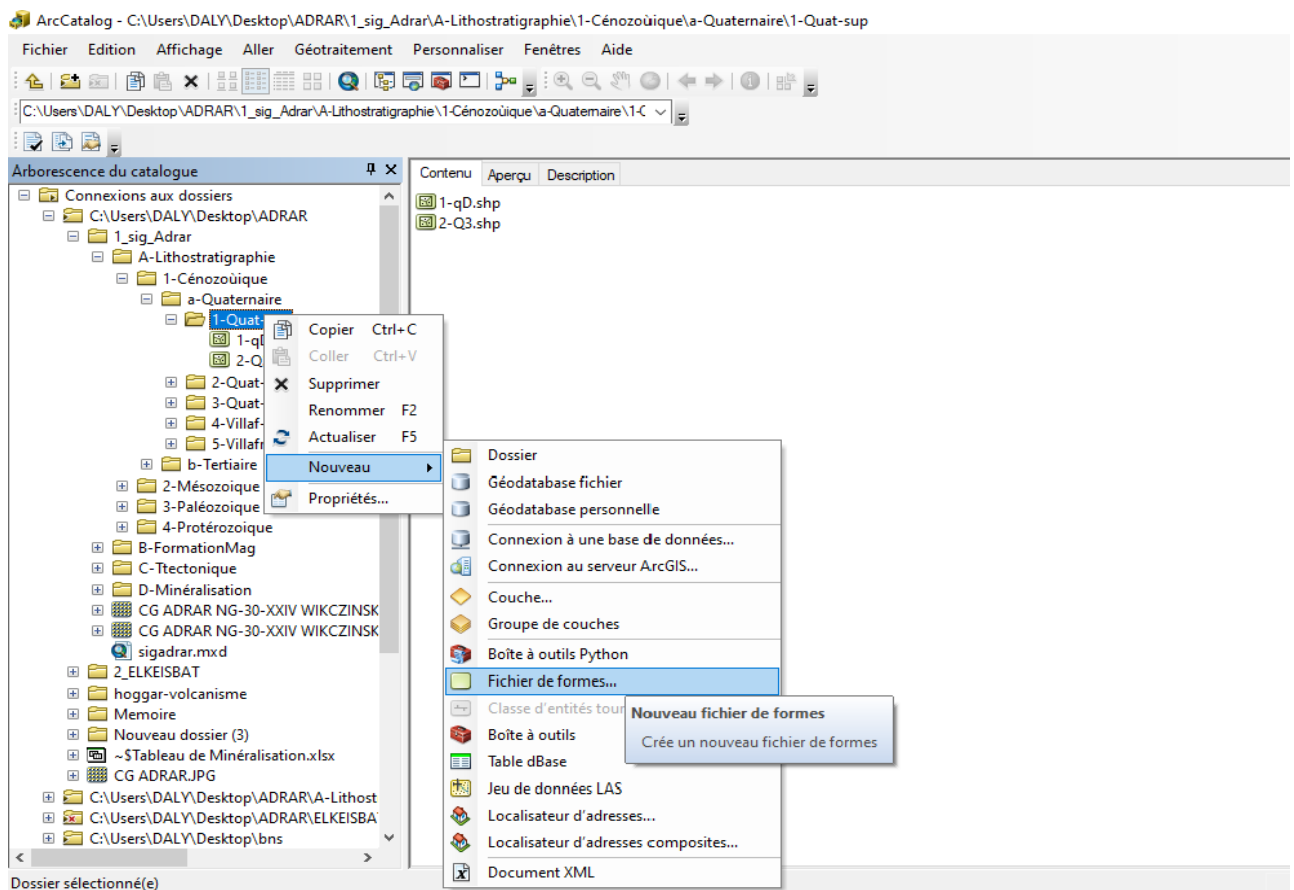 ArcCatalog - C:\Users\DALY\Desktop\ADRAR\1_sig_Adrar\A-Lithostratigraphie\1-Cénozoùique\a-Quaternaire\1-Quat-sup
Fichier Edition Affichage Aller Géotraitement Personnaliser Fenêtres Aide
C:\Users\DALY\Desktop\ADRAR\1_sig_Adrar\A-Lithostratigraphie\1-Cénozoùique\a-Quaternaire\1-
Arborescence du catalogue
Connexions aux dossiers
C:\Users\DALY\Desktop\ADRAR
1_sig_Adrar
A-Lithostratigraphie
1-Cénozoùique
a-Quaternaire
1-Quat-
1-q
2-Q
2-Quat-
3-Quat-
4-Villaf-
5-Villafr
b-Tertiaire
2-Mésozoique
3-Paléozoique
4-Protérozoique
B-FormationMag
C-Ttectonique
D-Minéralisation
CG ADRAR NG-30-XXIV WIKCZINSK
CG ADRAR NG-30-XXIV WIKCZINSK
sigadrar.mxd
2_ELKEISBAT
hoggar-volcanisme
Memoire
Nouveau dossier (3)
~$Tableau de Minéralisation.xlsx
CG ADRAR.JPG
C:\Users\DALY\Desktop\ADRAR\A-Lithost
C:\Users\DALY\Desktop\ADRAR\ELKEISBA
C:\Users\DALY\Desktop\bns
Contenu Aperçu Description
1-qD.shp
2-Q3.shp
Copier Ctrl+C
Coller Ctrl+V
Supprimer
Renommer F2
Actualiser F5
Nouveau
Propriétés...
Dossier
Géodatabase fichier
Géodatabase personnelle
Connexion à une base de données...
Connexion au serveur ArcGIS...
Couche...
Groupe de couches
Boîte à outils Python
Fichier de formes...
Classe d'entités tour
Boîte à outils
Table dBase
Jeu de données LAS
Localisateur d'adresses...
Localisateur d'adresses composites...
Document XML
Nouveau fichier de formes
Crée un nouveau fichier de formes
Dossier sélectionné(e)